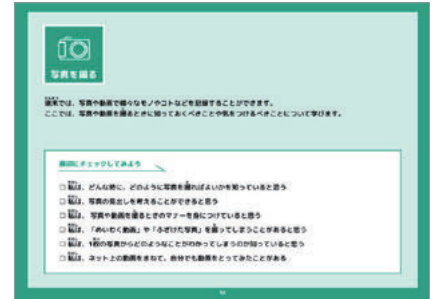 写真を撮る
端末では、写真や動画で様々なモノやコトなどを記録することができます。
ここでは、写真や動画を撮るときに知っておくべきことや気をつけるべきことについて学びます。
最初にチェックしてみよう
□ 私は、どんな時に、どのように写真を撮ればよいかを知っていると思う
□ 私は、写真の見出しを考えることができると思う
□ 私は、写真や動画を撮るときのマナーを身につけていると思う
□ 私は、「めいわく動画」や「ふざけた写真」を撮ってしまうことがあると思う
□ 私は、1枚の写真からどのようなことがわかってしまうのか知っていると思う
□ 私は、ネット上の動画をまねて、自分でも動画をとってみたことがある